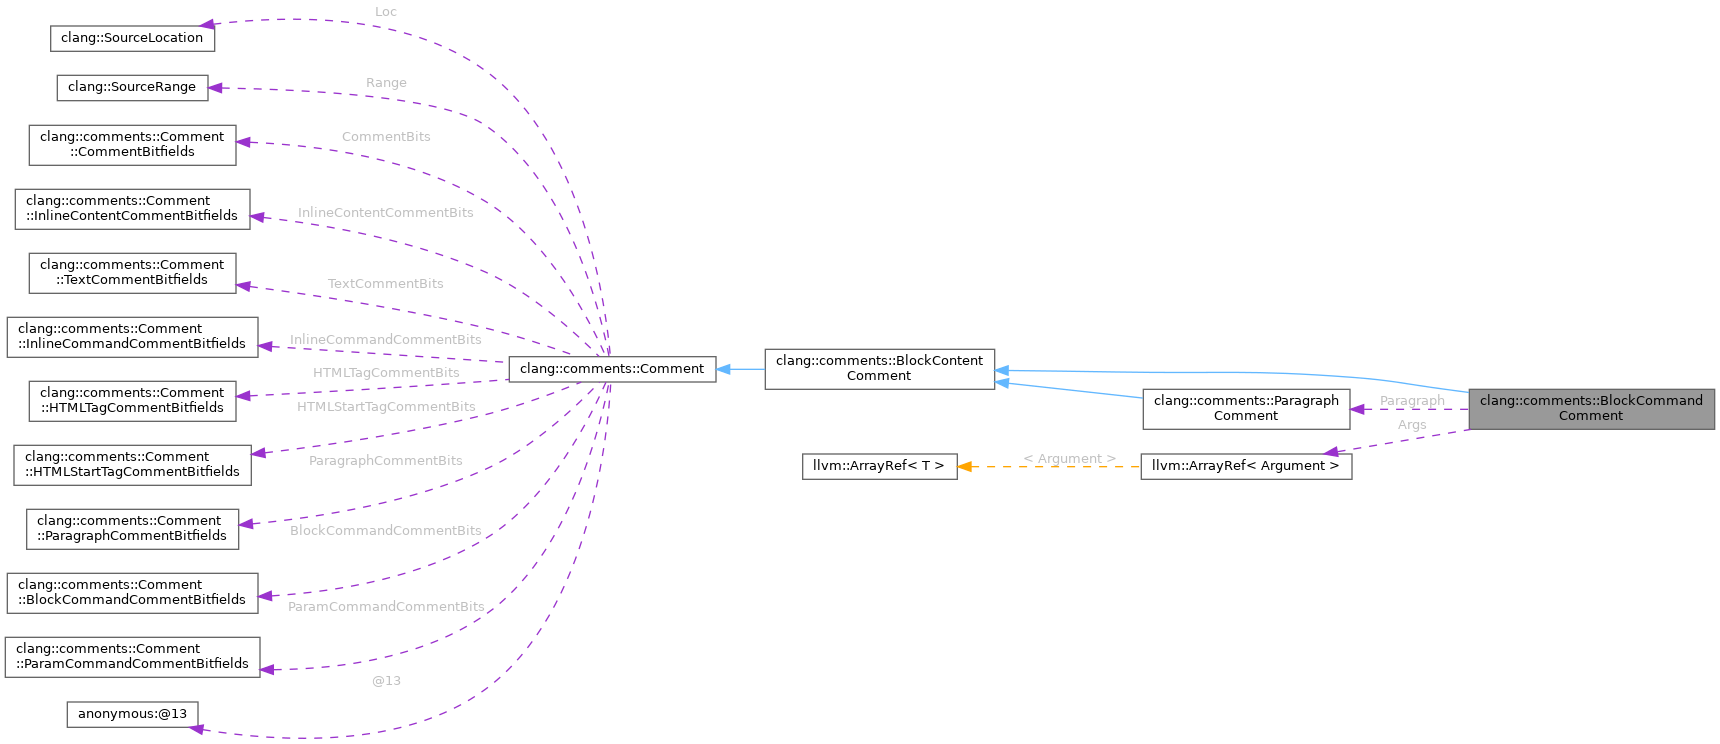 Loc
clang::SourceLocation
Range
clang::SourceRange
CommentBits
clang::comments::Comment
::CommentBitfields
InlineContentCommentBits
clang::comments::Comment
::InlineContentCommentBitfields
TextCommentBits
clang::comments::Comment
::TextCommentBitfields
InlineCommandCommentBits
clang::comments::Comment
::InlineCommandCommentBitfields
HTMLTagCommentBits
clang::comments::Comment
::HTMLTagCommentBitfields
HTMLStartTagCommentBits
clang::comments::Comment
::HTMLStartTagCommentBitfields
ParagraphCommentBits
clang::comments::Comment
::ParagraphCommentBitfields
BlockCommandCommentBits
clang::comments::Comment
::BlockCommandCommentBitfields
ParamCommandCommentBits
clang::comments::Comment
::ParamCommandCommentBitfields
@13
anonymous:@13
clang::comments::Comment
clang::comments::BlockContent
Comment
clang::comments::Paragraph
Comment
Paragraph
clang::comments::BlockCommand
Comment
Args
llvm::ArrayRef< T >
< Argument >
llvm::ArrayRef< Argument >